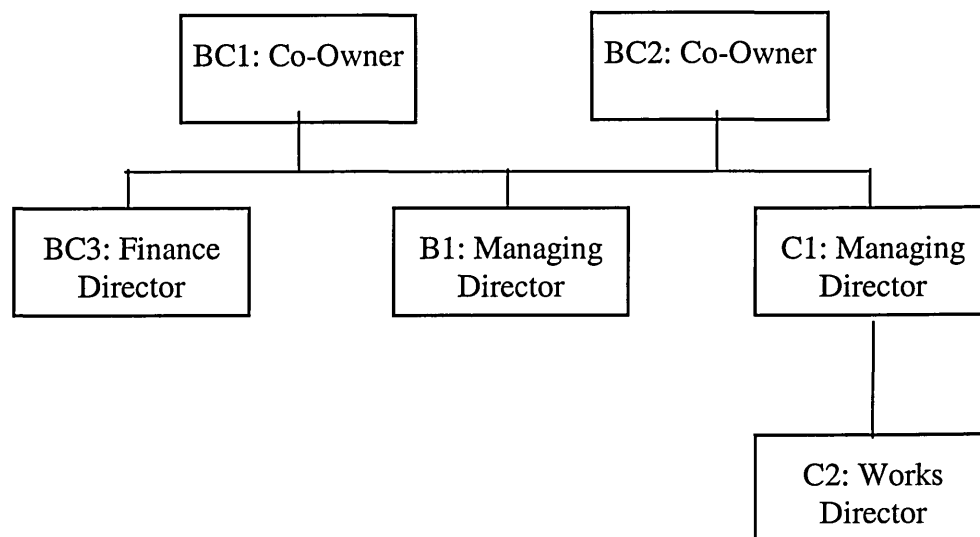 BC1: Co-Owner
BC2: Co-Owner
BC3: Finance
Director
B1: Managing
Director
C1: Managing
Director
C2: Works
Director